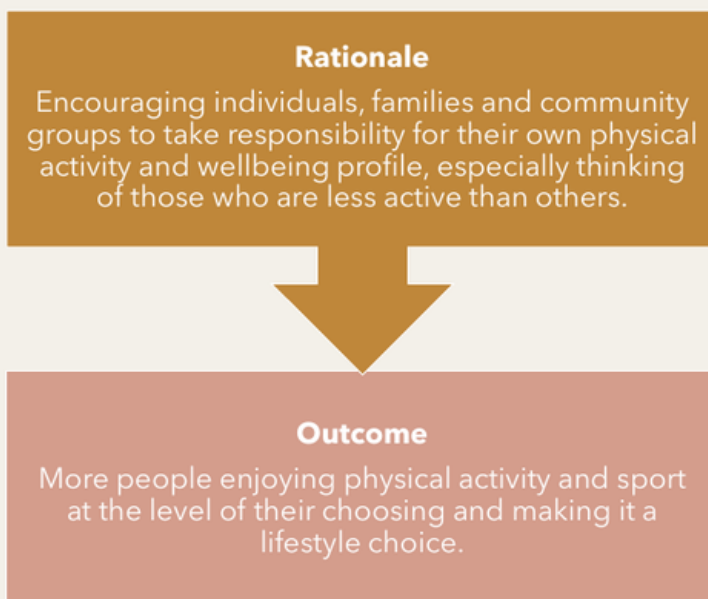 Rationale
Encouraging individuals, families and community
groups to take responsibility for their own physical
activity and wellbeing profile, especially thinking
of those who are less active than others.
Outcome
More people enjoying physical activity and sport
at the level of their choosing and making it a
lifestyle choice.